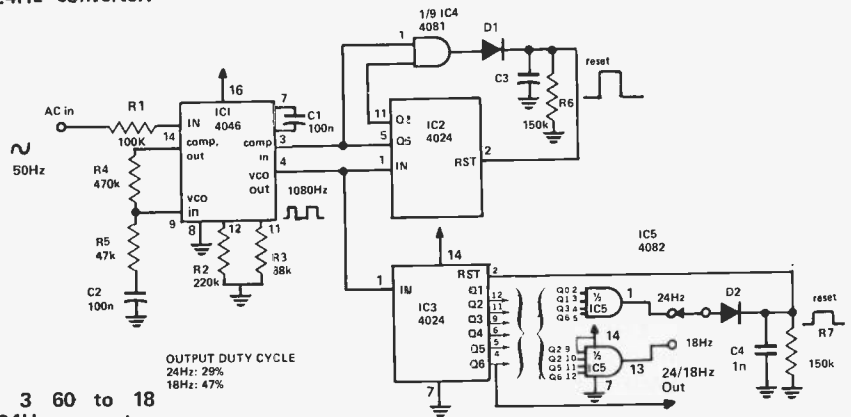 24Hz converter.
1/9 IC4
4081
D1
1
reset
16
C3
R6
150k
AC in
R1
100K
IC1
4046
7
C1
100n
IN
14
comp.
out
comp
in
3
4
vco
out
vco
in
9
8
12
11
50Hz
R4
470k
R5
47k
C2
100n
R2
220k
R3
1080Hz
11
Q2
5
Q5
1
IN
IC2
4024
RST
2
IC5
4082
14
RST
2
1
IN
IC3
4024
Q1
12
Q2
11
Q3
9
Q4
6
Q5
5
Q6
4
7
Q0 2
Q1 3
Q3 4
Q6 5
½
IC5
1
24Hz
D2
reset
R7
150k
14
Q2 9
Q2 10
Q5 11
Q6 12
½
C5
7
13
18Hz
C4
1n
24/18Hz
Out
OUTPUT DUTY CYCLE
24Hz: 29%
18Hz: 47%
3 60 to 18